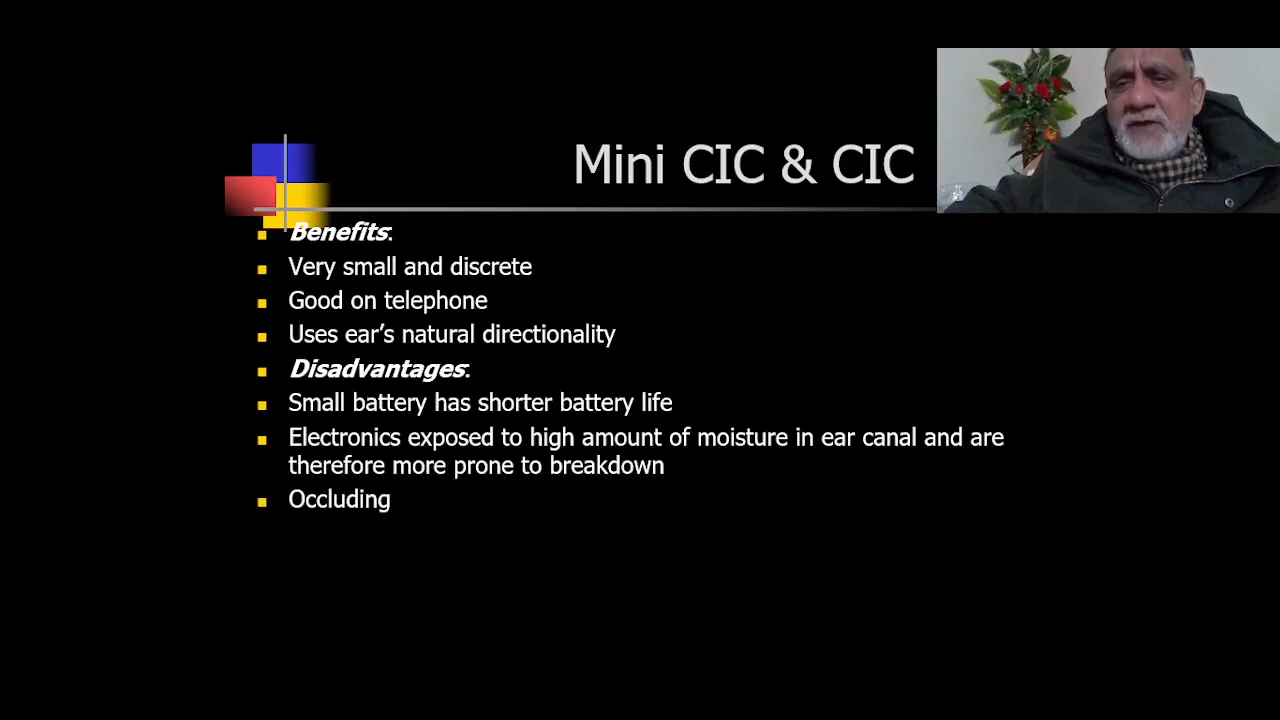 Mini CIC & CIC
Benefits:
Very small and discrete
Good on telephone
Uses ear’s natural directionality
Disadvantages:
Small battery has shorter battery life
Electronics exposed to high amount of moisture in ear canal and are
therefore more prone to breakdown
Occluding